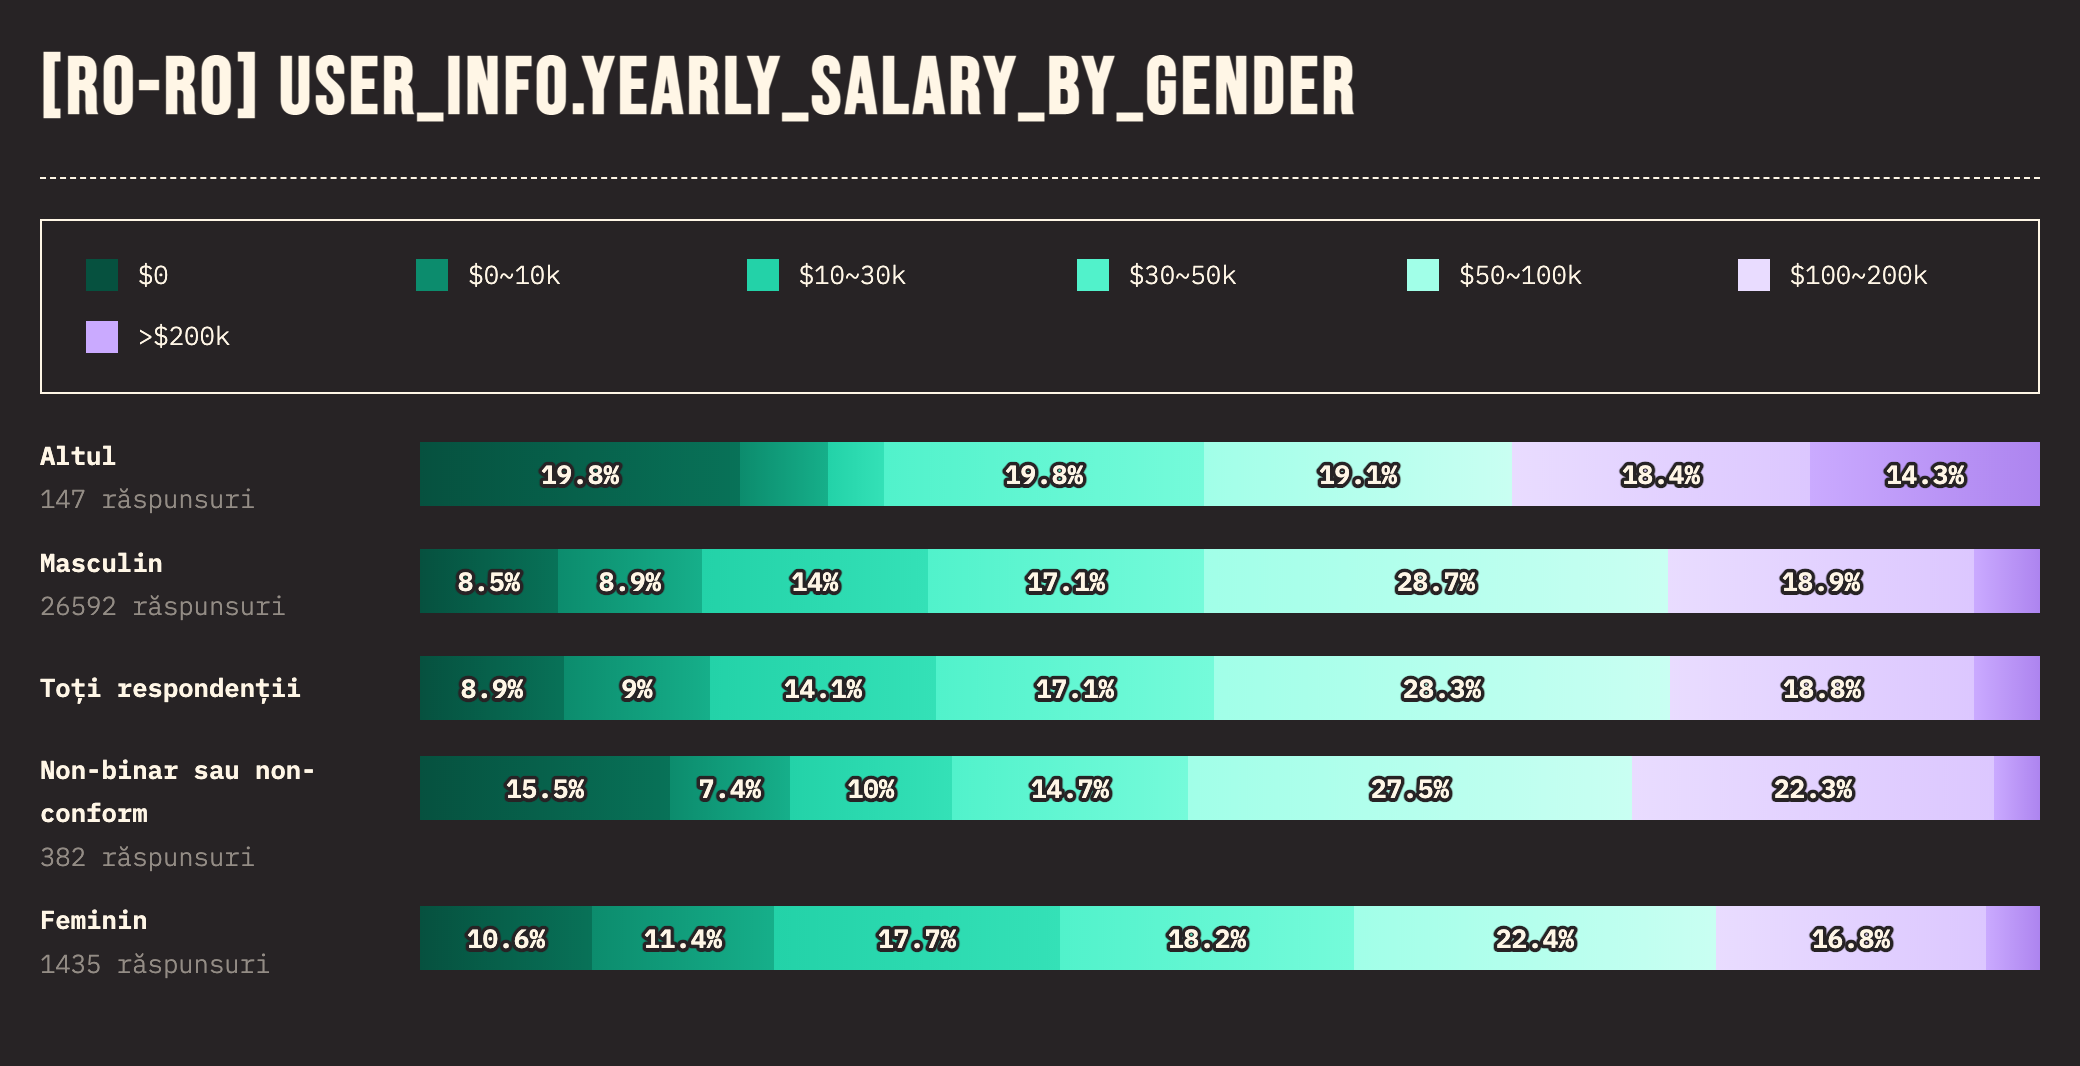 [RO-RO] USER_INFO.YEARLY_SALARY_BY_GENDER
$0
$0~10k
$10~30k
$30~50k
$50~100k
$100~200k
>$200k
Altul
147 răspunsuri
19.8%
19.8%
19.1%
18.4%
14.3%
Masculin
26592 răspunsuri
8.5%
8.9%
14%
17.1%
28.7%
18.9%
Toți respondenții
8.9%
9%
14.1%
17.1%
28.3%
18.8%
Non-binar sau non-
conform
382 răspunsuri
15.5%
7.4%
10%
14.7%
27.5%
22.3%
Feminin
1435 răspunsuri
10.6%
11.4%
17.7%
18.2%
22.4%
16.8%